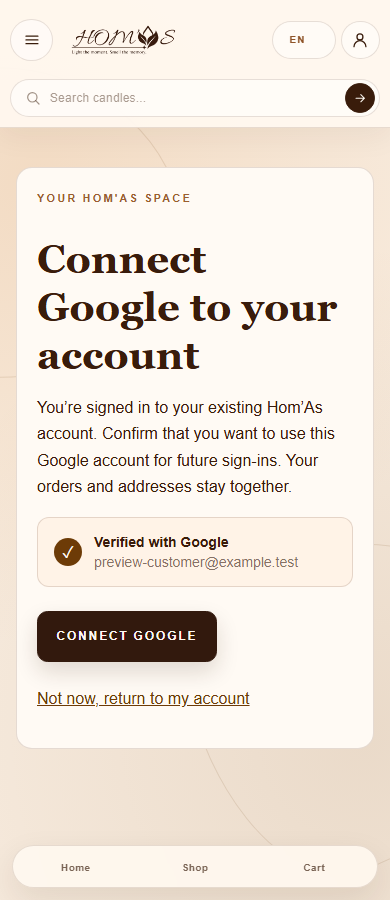 HOM'AS
Light the moment. Smell the memory.
EN
Search candles...
YOUR HOM'AS SPACE
Connect
Google to your
account
You're signed in to your existing Hom'As
account. Confirm that you want to use this
Google account for future sign-ins. Your
orders and addresses stay together.
Verified with Google
preview-customer@example.test
CONNECT GOOGLE
Not now, return to my account
Home
Shop
Cart